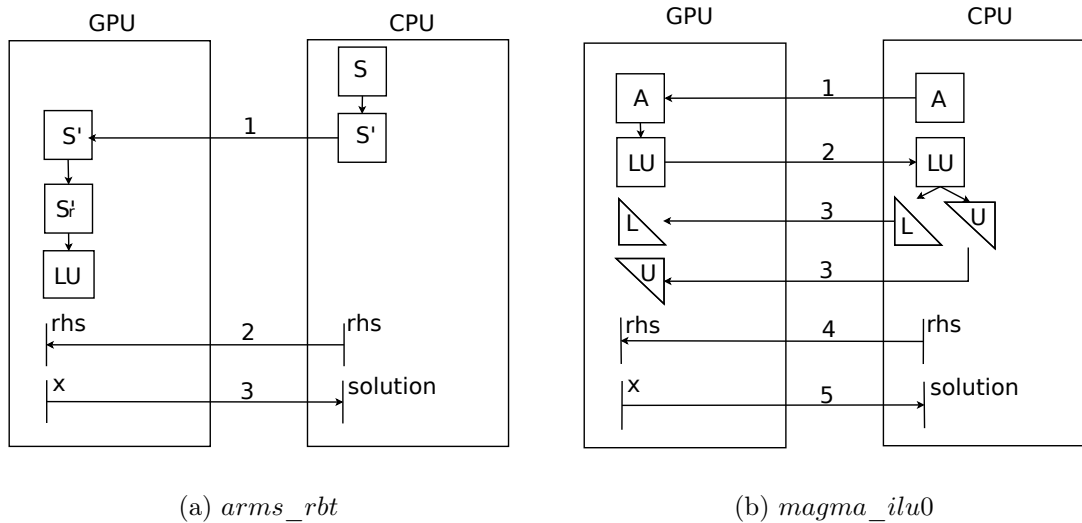 GPU
CPU
S
S'
1
S'
S'r
LU
rhs
2
rhs
x
3
solution
(a) arms_rbt
GPU
CPU
A
1
A
LU
2
LU
L
3
L
U
U
3
rhs
4
rhs
x
5
solution
(b) magma_ilu0